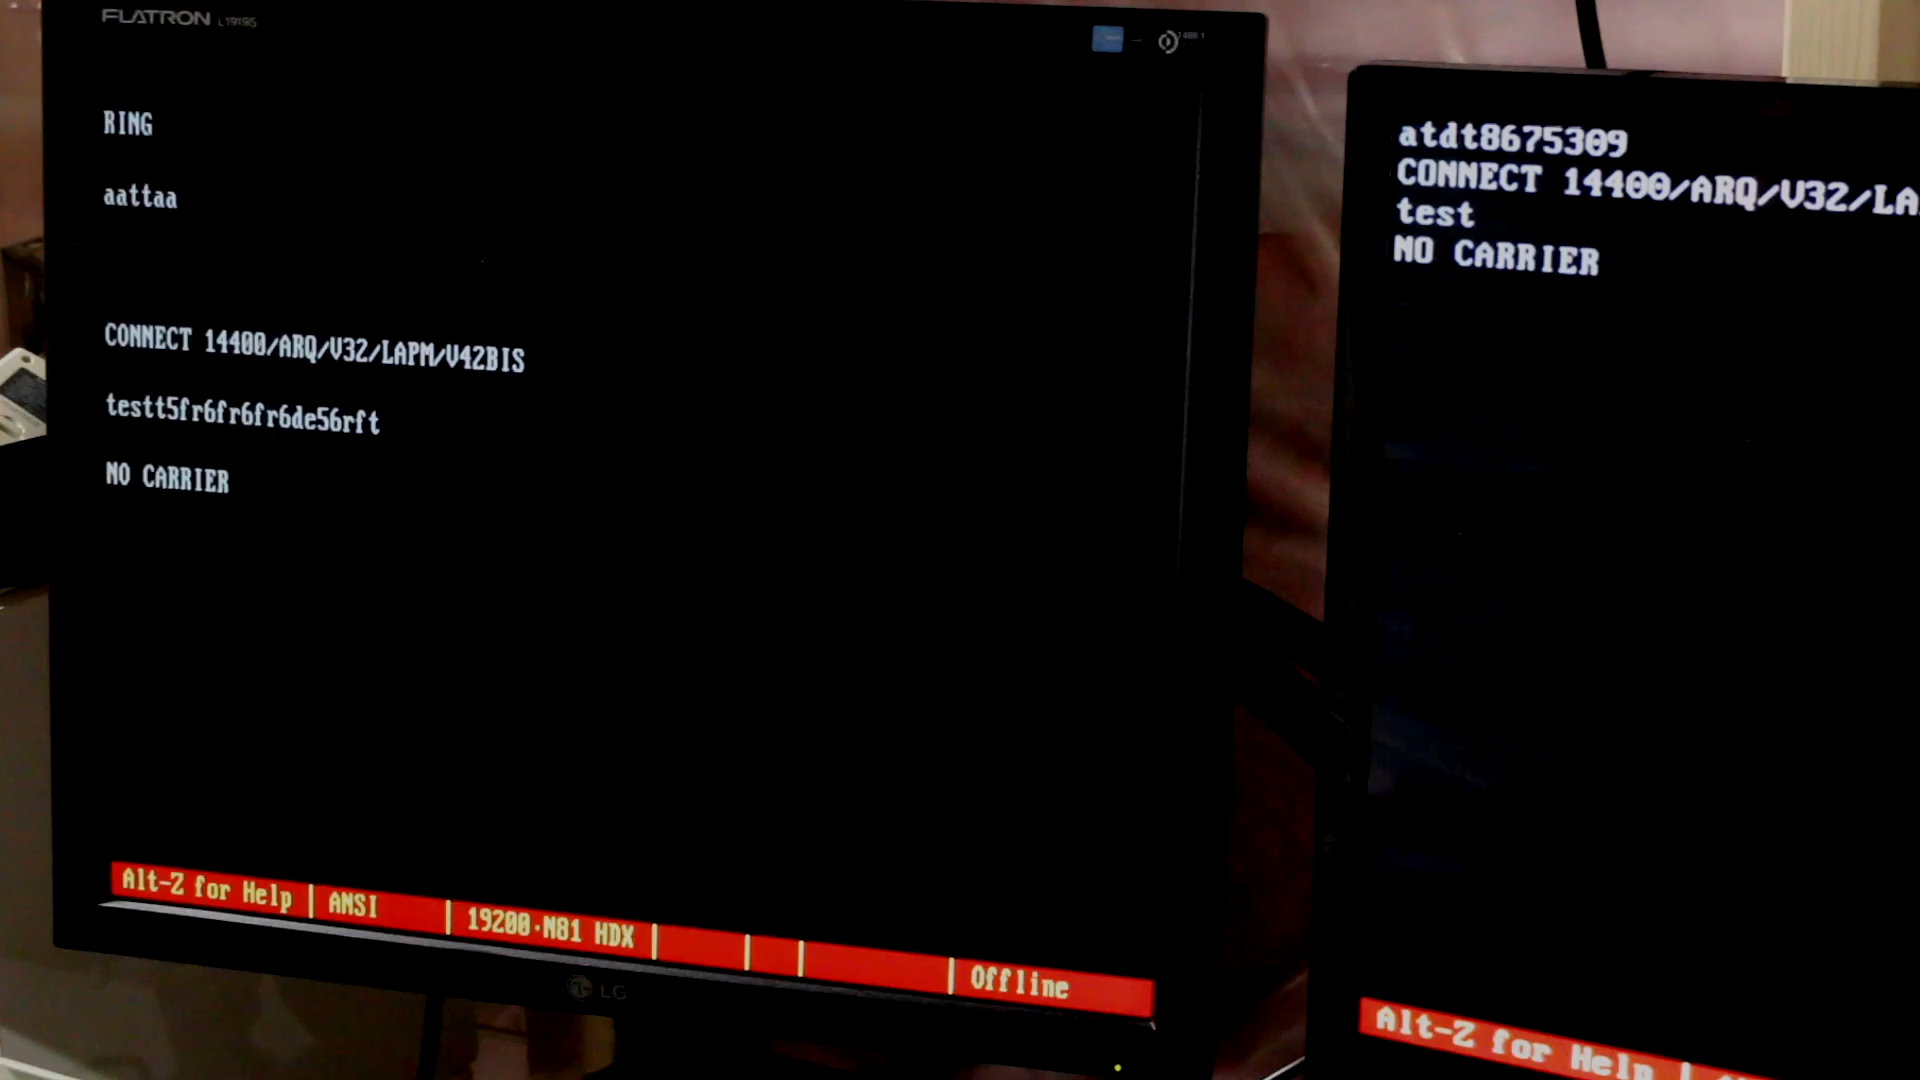 FLATRON L1919S
RING
aattaa
CONNECT 14400/ARQ/V32/LAPM/V42BIS
testt5fr6fr6fr6de56rft
NO CARRIER
Alt-Z for Help | ANSI | 19200·N81 HDX | | | | Offline
LG
atdt8675309
CONNECT 14400/ARQ/V32/LA
test
NO CARRIER
Alt-Z for Help |